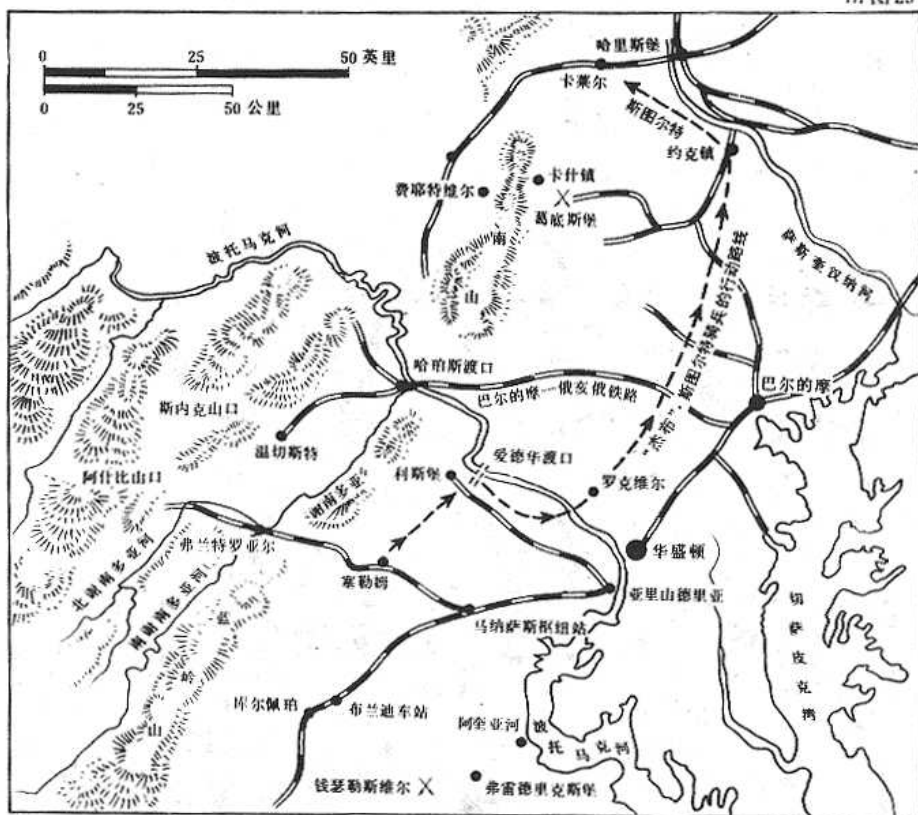 0 25 50 英里
0 25 50 公里
哈里斯堡
卡莱尔
斯图尔特
约克镇
卡什镇
费耶特维尔
葛底斯堡
南
山
萨斯奎汉纳河
波托马克河
“杰布”·斯图尔特骑兵的行动路线
哈珀斯渡口
巴尔的摩—俄亥俄铁路
巴尔的摩
斯内克山口
温切斯特
爱德华渡口
阿什比山口
利斯堡
罗克维尔
谢南多亚
弗兰特罗亚尔
华盛顿
塞勒姆
亚里山德里亚
北谢南多亚河
南谢南多亚河
马纳萨斯枢纽站
切萨皮克湾
蓝
岭
山
库尔佩珀
布兰迪车站
阿奎亚河
波托马克河
钱瑟勒斯维尔
弗雷德里克斯堡